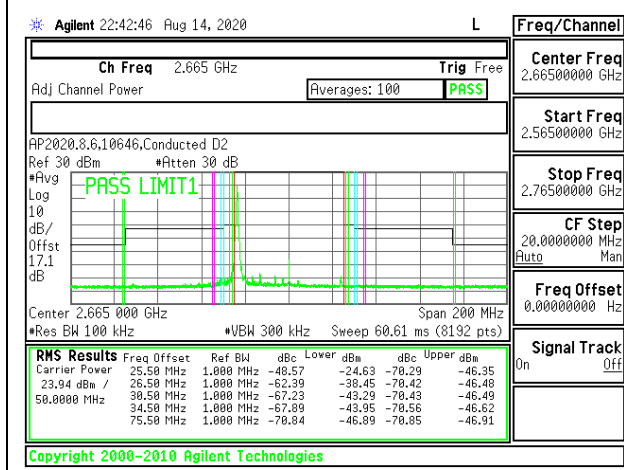 Agilent 22:42:46 Aug 14, 2020 L
Freq/Channel
Ch Freq 2.665 GHz Trig Free
Adj Channel Power Averages: 100 PASS
AP2020.8.6,10646,Conducted D2
Ref 30 dBm #Atten 30 dB
#Avg
Log
10
dB/
Offst
17.1
dB
PASS LIMIT1
Center 2.665 000 GHz Span 200 MHz
#Res BW 100 kHz #VBW 300 kHz Sweep 60.61 ms (8192 pts)
RMS Results Freq Offset Ref BW dBc Lower dBm dBc Upper dBm
Carrier Power 25.50 MHz 1.000 MHz -48.57 -24.63 -70.29 -46.35
23.94 dBm / 26.50 MHz 1.000 MHz -62.39 -38.45 -70.42 -46.48
50.0000 MHz 30.50 MHz 1.000 MHz -67.23 -43.29 -70.43 -46.49
34.50 MHz 1.000 MHz -67.89 -43.95 -70.56 -46.62
75.50 MHz 1.000 MHz -70.84 -46.89 -70.85 -46.91
Center Freq
2.66500000 GHz
Start Freq
2.56500000 GHz
Stop Freq
2.76500000 GHz
CF Step
20.0000000 MHz
Auto Man
Freq Offset
0.00000000 Hz
Signal Track
On Off
Copyright 2000-2010 Agilent Technologies